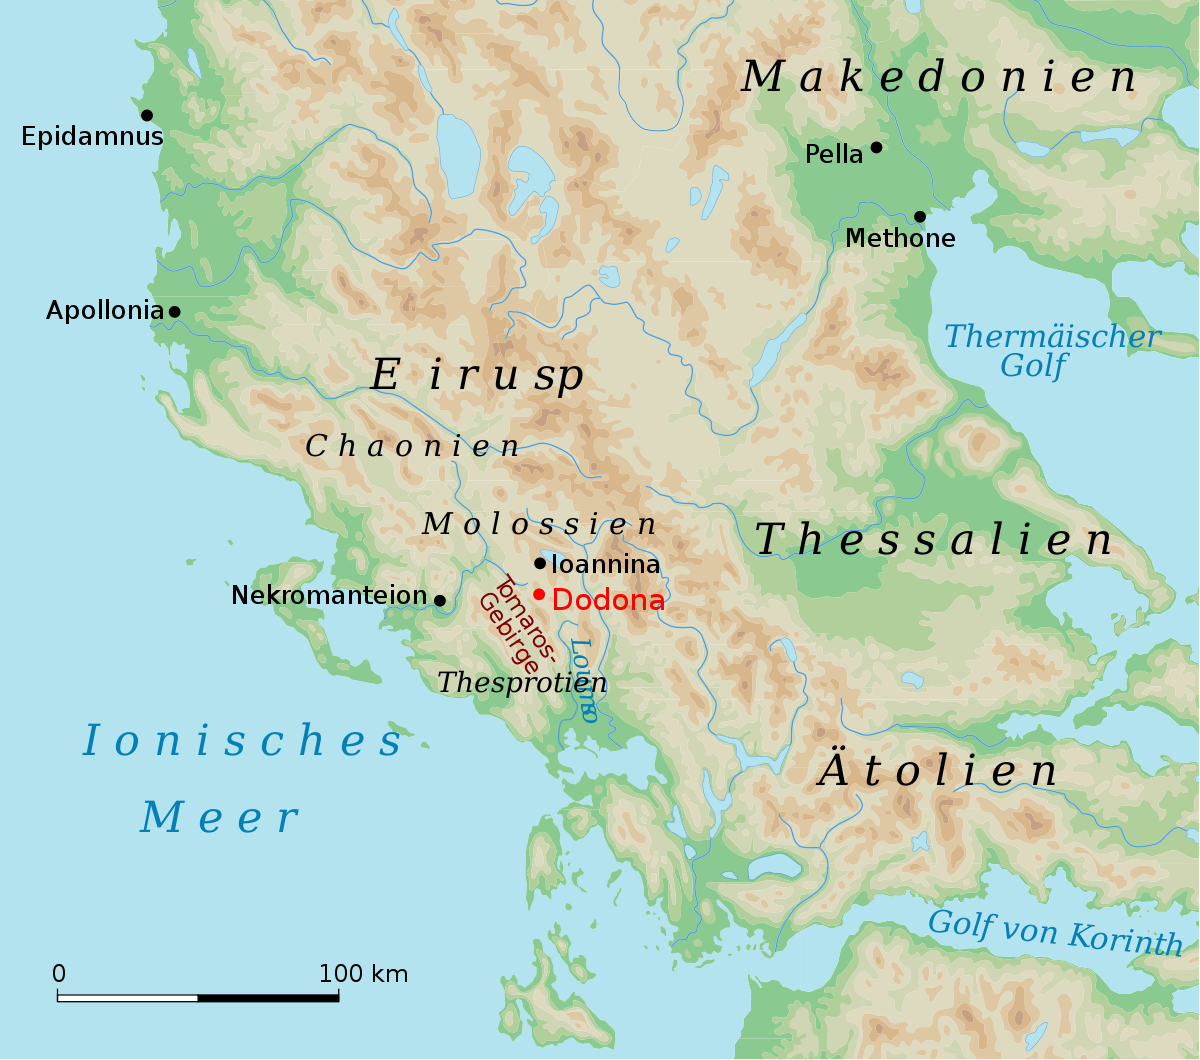 Makedonien
Epidamnus
Pella
Methone
Apollonia
Thermäischer
Golf
Eirusp
Chaonien
Molossien
Thessalien
Ioannina
Nekromanteion
Dodona
Tomaros-
Gebirge
Louros
Thesprotien
Ionisches
Meer
Ätolien
Golf von Korinth
0
100 km